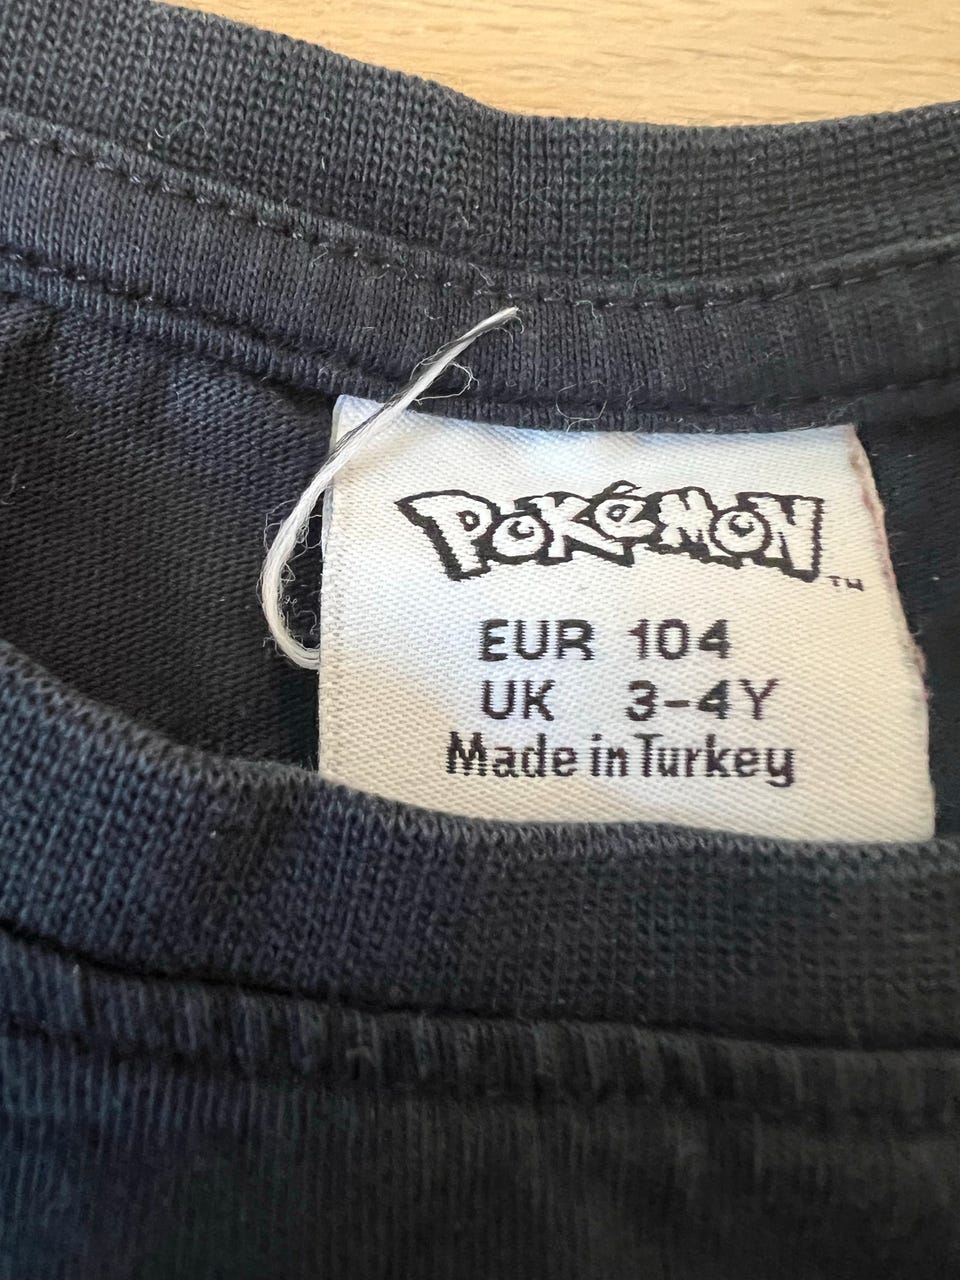 POKéMON™
EUR 104
UK 3-4Y
Made in Turkey